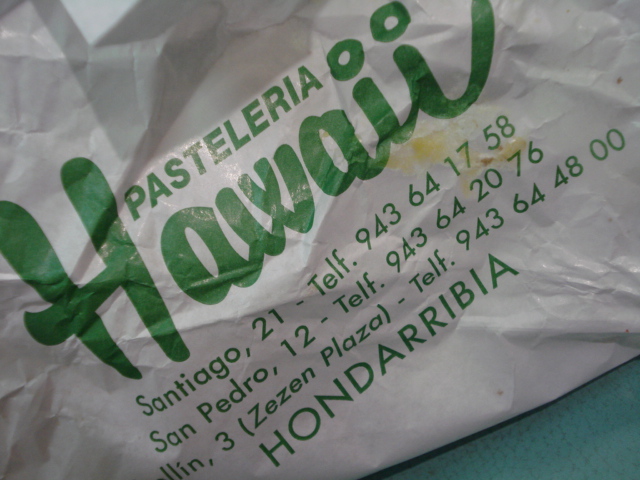 PASTELERIA
Hawaii
Santiago, 21 - Telf. 943 64 17 58
San Pedro, 12 - Telf. 943 64 20 76
3 (Zezen Plaza) - Telf. 943 64 48 00
HONDARRIBIA